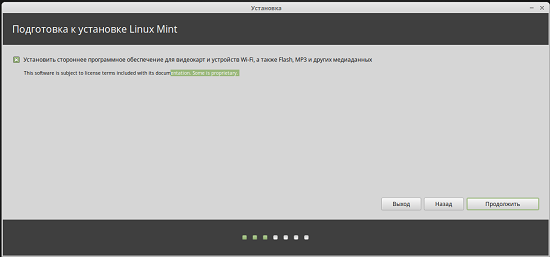 Установка
Подготовка к установке Linux Mint
Установить стороннее программное обеспечение для видеокарт и устройств Wi-Fi, а также Flash, MP3 и других медиаданных
This software is subject to license terms included with its documentation. Some is proprietary.
Выход Назад Продолжить